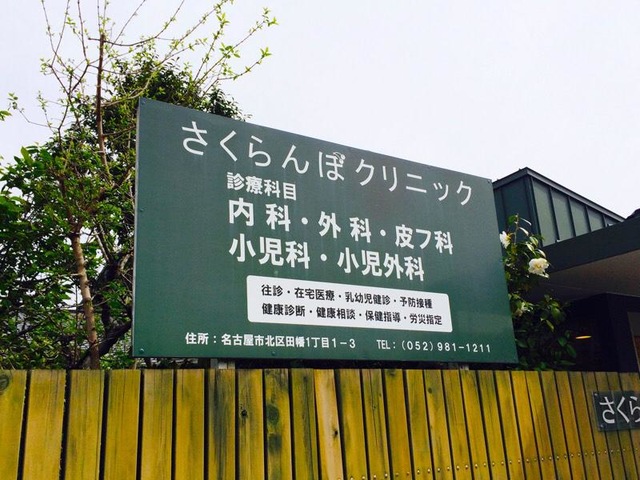 さくらんぼクリニック
診療科目
内科・外科・皮フ科
小児科・小児外科
往診・在宅医療・乳幼児健診・予防接種
健康診断・健康相談・保健指導・労災指定
住所：名古屋市北区田幡1丁目1−3 TEL：(052)981-1211
さくら